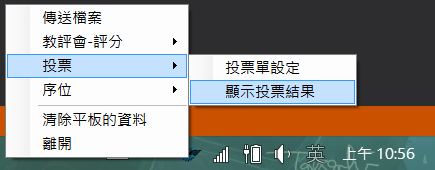 傳送檔案
教評會-評分
投票
序位
清除平板的資料
離開
投票單設定
顯示投票結果
英 上午 10:56